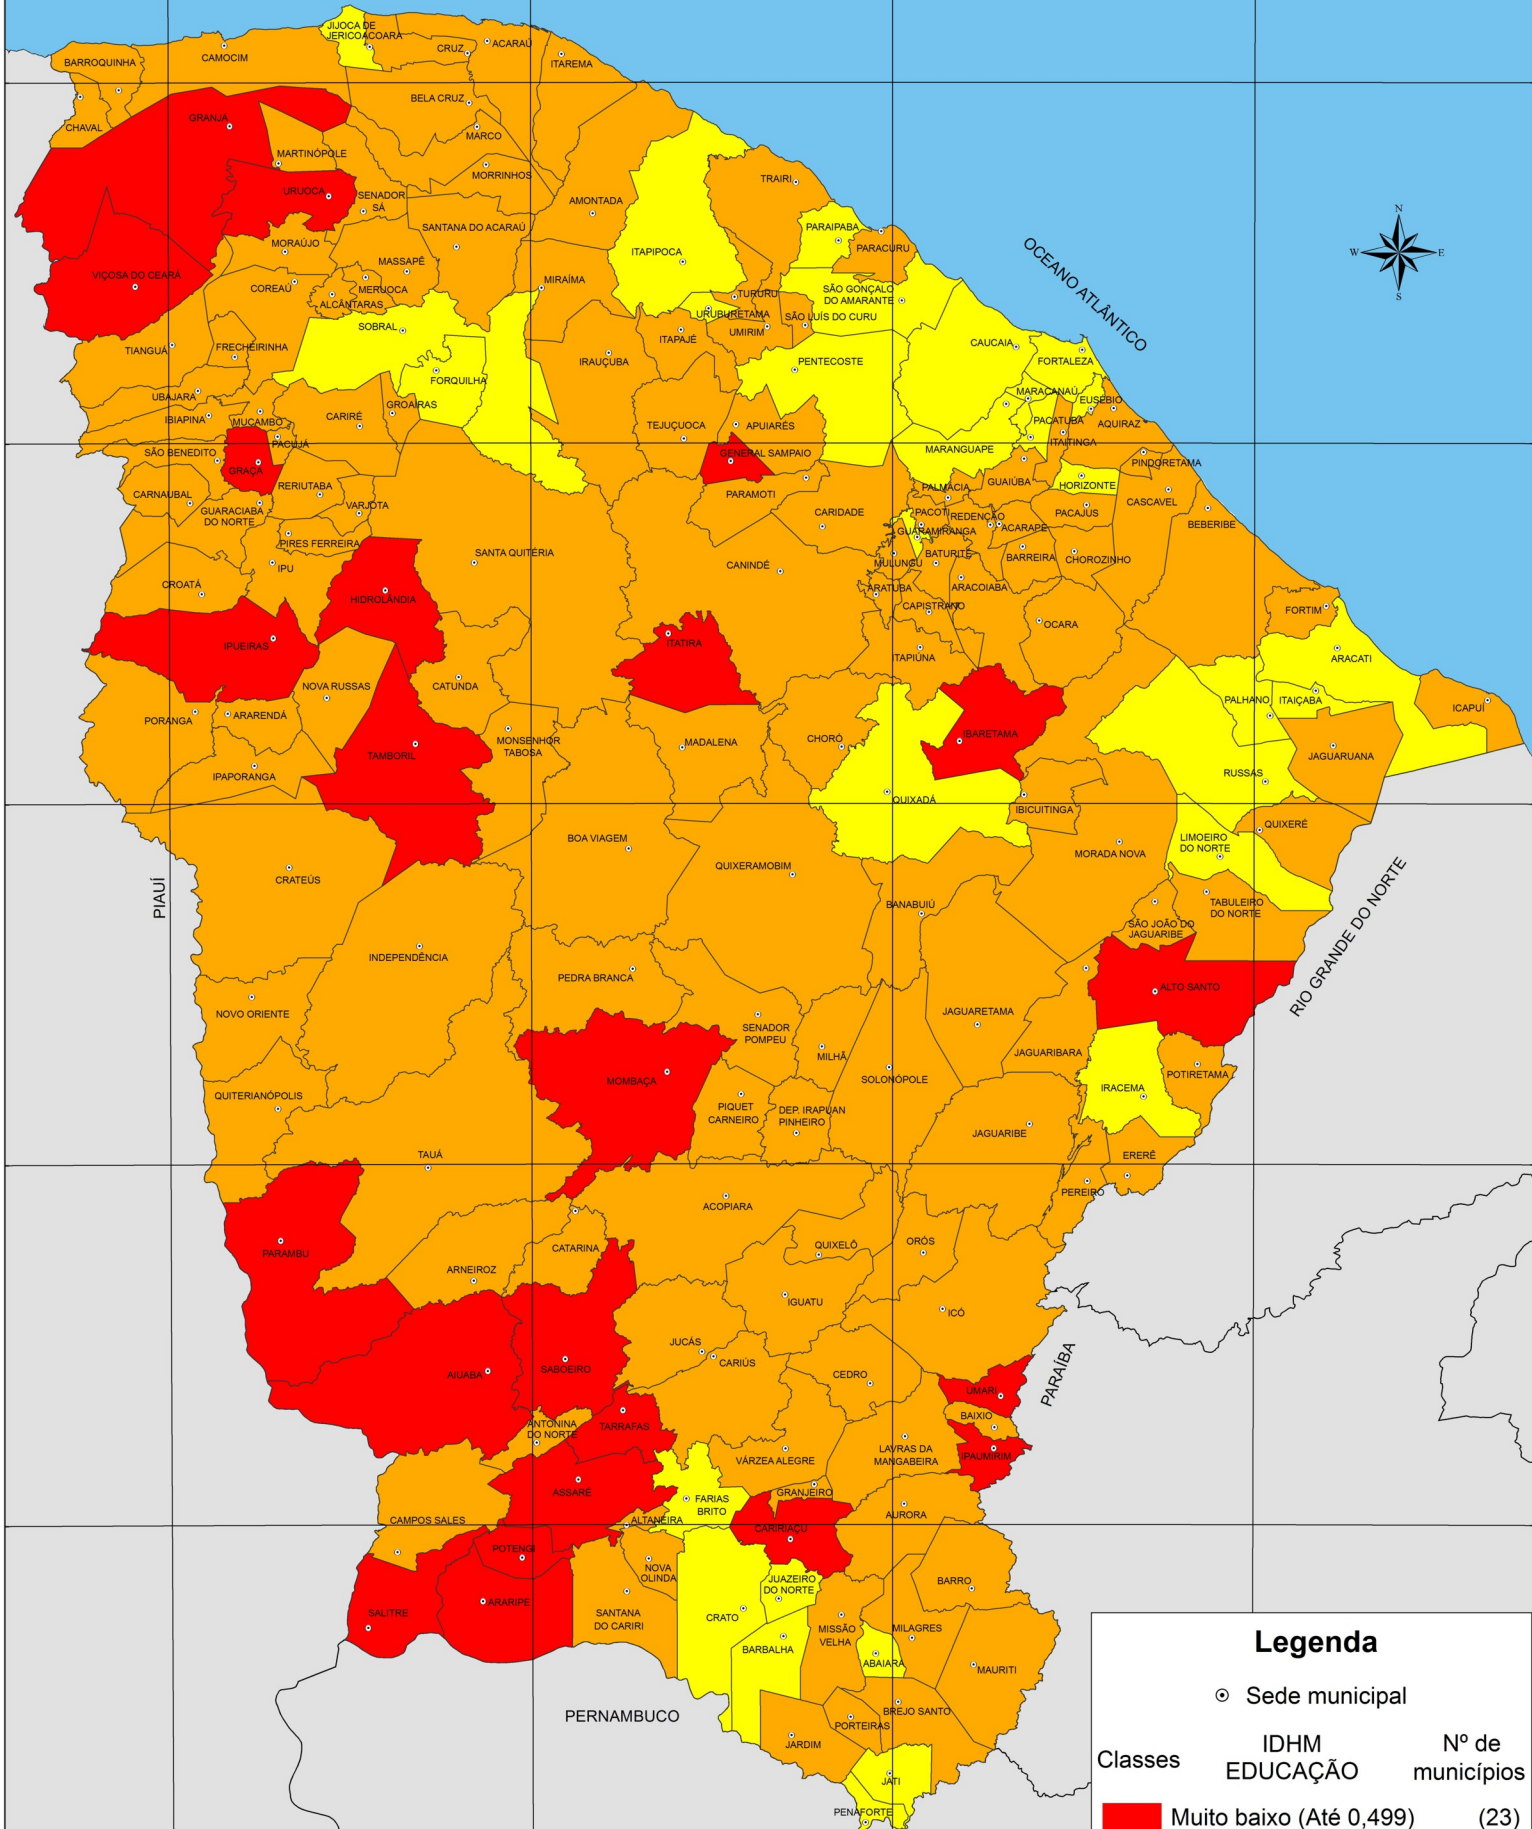 JIJOCA DE
JERICOACOARA
CRUZ
ACARAÚ
ITAREMA
BARROQUINHA
CAMOCIM
BELA CRUZ
CHAVAL
GRANJA
MARCO
MARTINÓPOLE
MORRINHOS
URUOCA
SENADOR
SÁ
TRAIRI
AMONTADA
SANTANA DO ACARAÚ
PARAIPABA
PARACURU
MORAÚJO
ITAPIPOCA
MASSAPÊ
VIÇOSA DO CEARÁ
MIRAÍMA
COREAÚ
MERUOCA
ALCÂNTARAS
SÃO GONÇALO
DO AMARANTE
TURURU
URUBURETAMA
SÃO LUÍS DO CURU
UMIRIM
SOBRAL
ITAPAJÉ
OCEANO ATLÂNTICO
N
W
E
S
TIANGUÁ
FRECHEIRINHA
IRAUÇUBA
PENTECOSTE
CAUCAIA
FORTALEZA
FORQUILHA
UBAJARA
MARACANAÚ
EUSÉBIO
IBIAPINA
MUCAMBO
CARIRÉ
GROAÍRAS
TEJUÇUOCA
APUIARÉS
PACATUBA
AQUIRAZ
ITAITINGA
PACUJÁ
SÃO BENEDITO
GENERAL SAMPAIO
MARANGUAPE
PINDORETAMA
GRAÇA
CARNAUBAL
RERIUTABA
PARAMOTI
PALMÁCIA
GUAIÚBA
HORIZONTE
GUARACIABA
DO NORTE
VARJOTA
CARIDADE
PACOTI
REDENÇÃO
PACAJUS
CASCAVEL
BEBERIBE
GUARAMIRANGA
ACARAPE
PIRES FERREIRA
SANTA QUITÉRIA
CANINDÉ
MULUNGU
BATURITÉ
BARREIRA
CHOROZINHO
IPU
CROATÁ
ARATUBA
ARACOIABA
HIDROLÂNDIA
CAPISTRANO
FORTIM
OCARA
IPUEIRAS
ITATIRA
ITAPIÚNA
ARACATI
NOVA RUSSAS
CATUNDA
PALHANO
ITAIÇABA
ICAPUÍ
PORANGA
ARARENDÁ
IBARETAMA
MONSENHOR
TABOSA
MADALENA
CHORÓ
TAMBORIL
JAGUARUANA
IPAPORANGA
RUSSAS
QUIXADÁ
IBICUITINGA
QUIXERÉ
BOA VIAGEM
LIMOEIRO
DO NORTE
MORADA NOVA
QUIXERAMOBIM
CRATEÚS
PIAUÍ
BANABUIÚ
TABULEIRO
DO NORTE
RIO GRANDE DO NORTE
SÃO JOÃO DO
JAGUARIBE
INDEPENDÊNCIA
PEDRA BRANCA
ALTO SANTO
NOVO ORIENTE
JAGUARETAMA
SENADOR
POMPEU
MILHÃ
JAGUARIBARA
SOLONÓPOLE
MOMBAÇA
POTIRETAMA
IRACEMA
QUITERIANÓPOLIS
PIQUET
CARNEIRO
DEP. IRAPUAN
PINHEIRO
JAGUARIBE
TAUÁ
ERERÊ
PEREIRO
ACOPIARA
PARAMBU
CATARINA
QUIXELÔ
ORÓS
ARNEIROZ
IGUATU
ICÓ
JUCÁS
CARIÚS
AIUABA
SABOEIRO
CEDRO
PARAÍBA
UMARI
ANTONINA
DO NORTE
TARRAFAS
BAIXIO
LAVRAS DA
MANGABEIRA
IPAUMIRIM
VÁRZEA ALEGRE
ASSARÉ
FARIAS
BRITO
GRANJEIRO
AURORA
CAMPOS SALES
ALTANEIRA
CARIRIAÇU
POTENGI
NOVA
OLINDA
JUAZEIRO
DO NORTE
BARRO
ARARIPE
SALITRE
SANTANA
DO CARIRI
CRATO
MISSÃO
VELHA
MILAGRES
BARBALHA
ABAIARA
MAURITI
PERNAMBUCO
BREJO SANTO
PORTEIRAS
JARDIM
JATI
PENAFORTE
Legenda
Sede municipal
Classes
IDHM
EDUCAÇÃO
Nº de
municípios
Muito baixo (Até 0,499) (23)